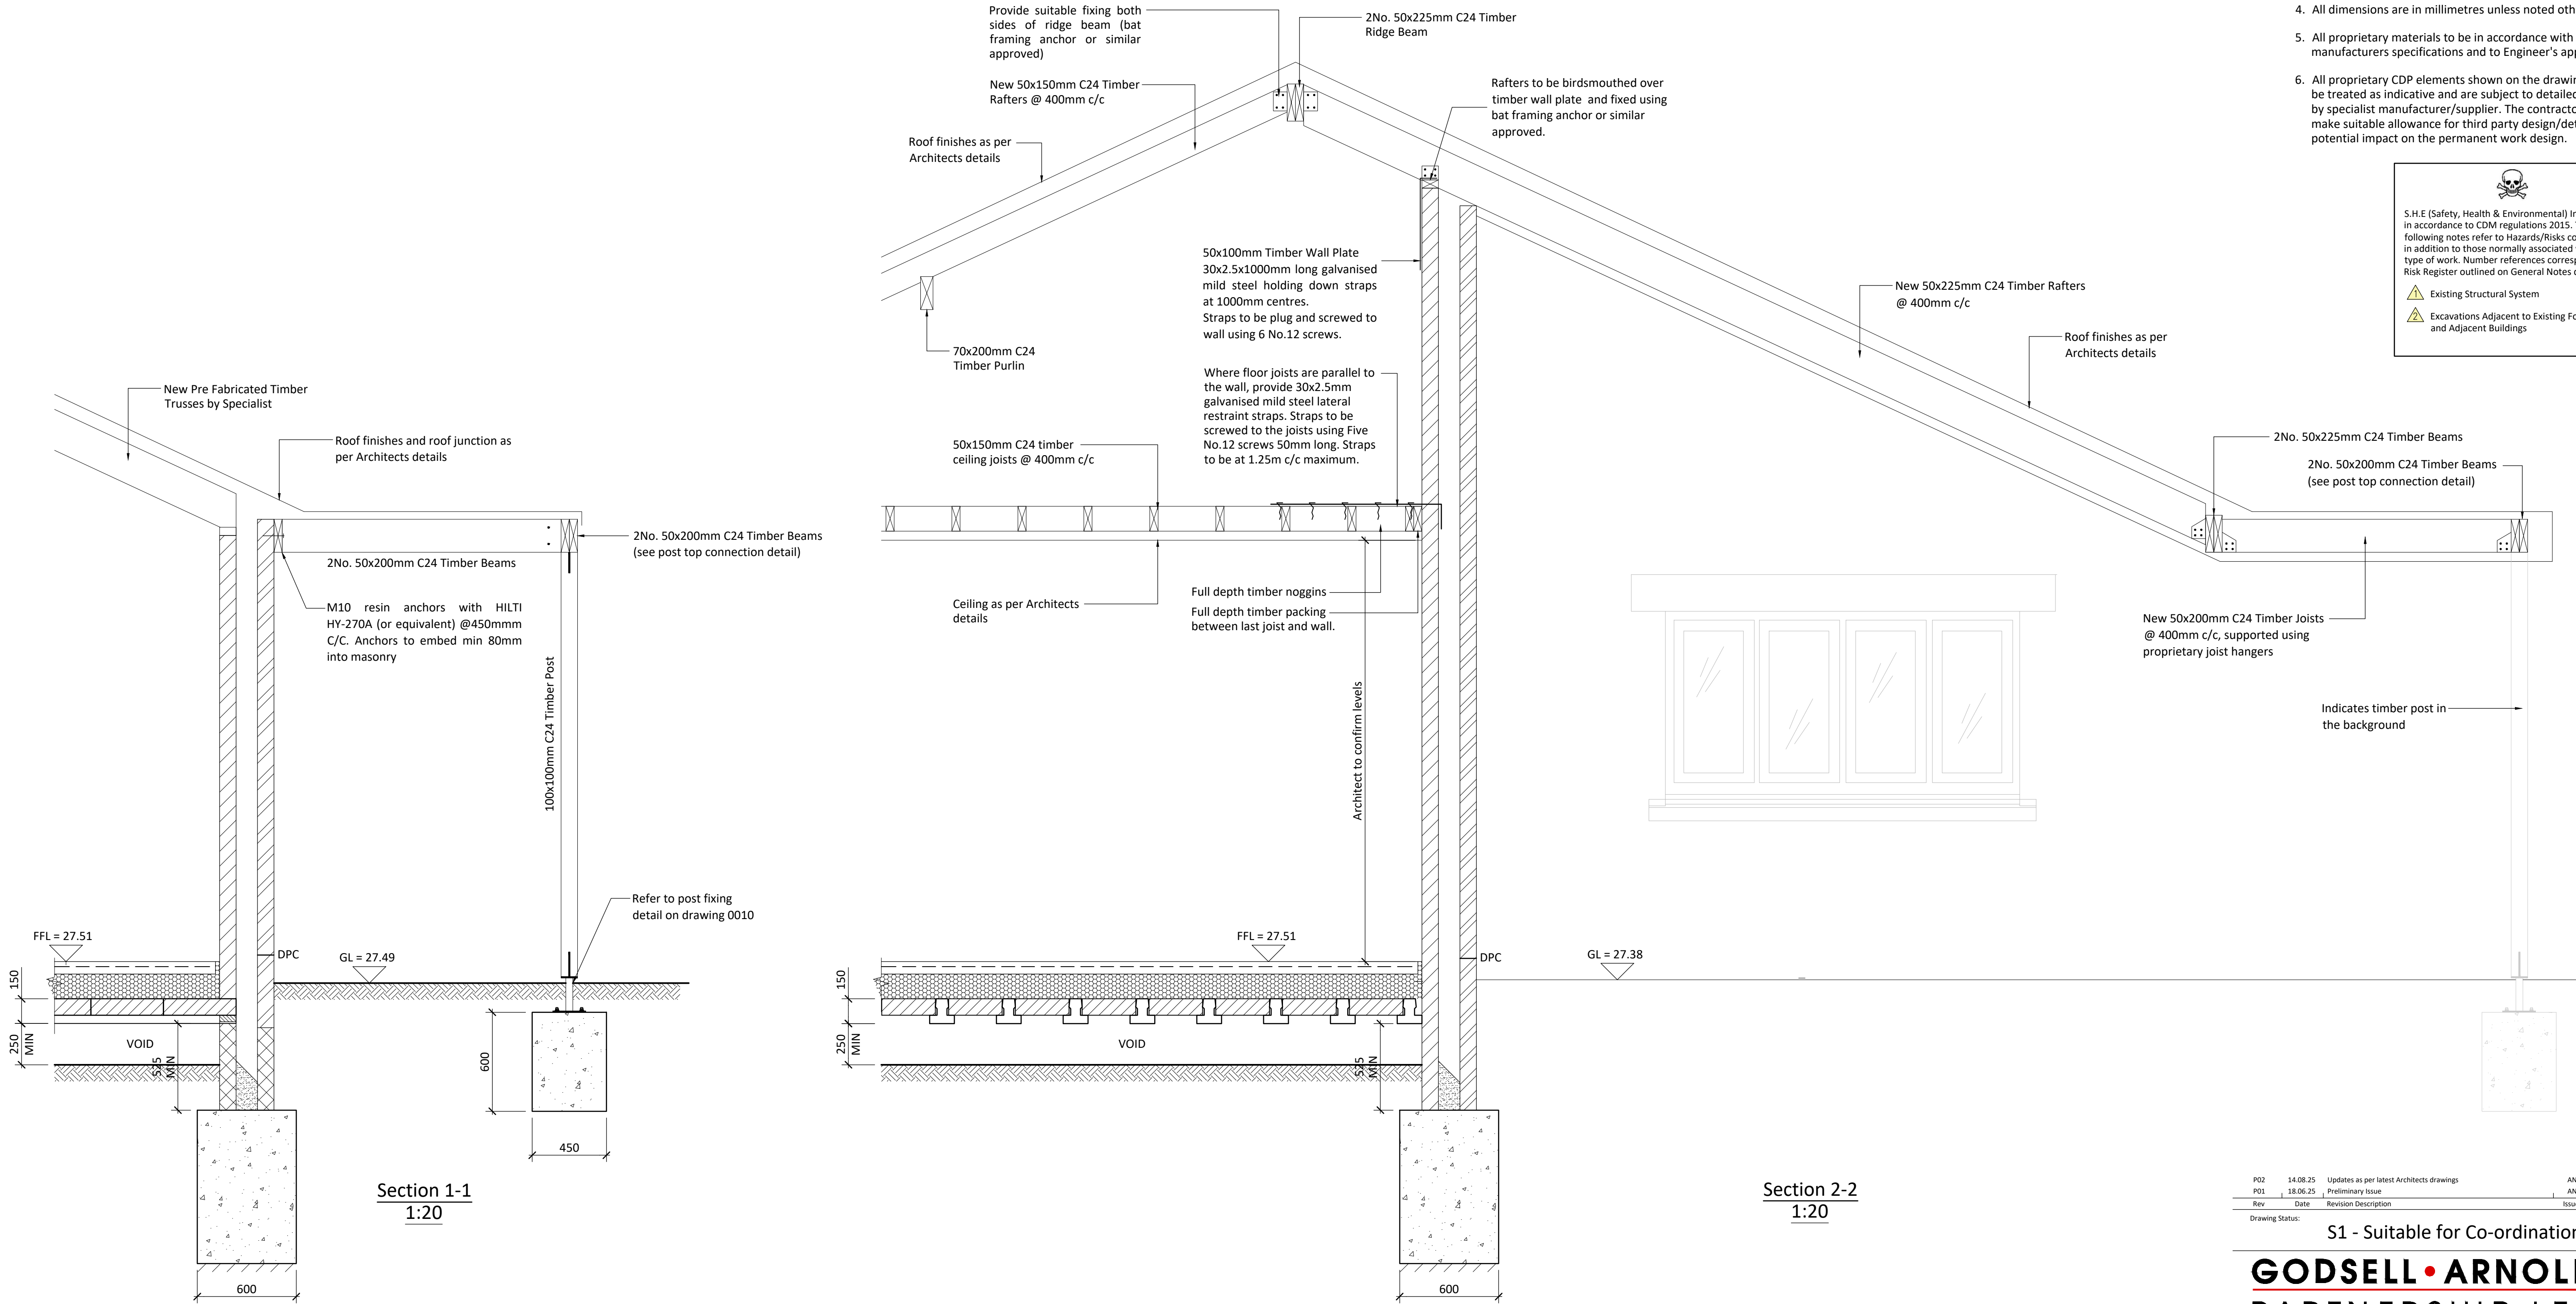 Provide suitable fixing both
sides of ridge beam (bat
framing anchor or similar
approved)
2No. 50x225mm C24 Timber
Ridge Beam
New 50x150mm C24 Timber
Rafters @ 400mm c/c
Rafters to be birdsmouthed over
timber wall plate and fixed using
bat framing anchor or similar
approved.
Roof finishes as per
Architects details
50x100mm Timber Wall Plate
30x2.5x1000mm long galvanised
mild steel holding down straps
at 1000mm centres.
Straps to be plug and screwed to
wall using 6 No.12 screws.
70x200mm C24
Timber Purlin
Where floor joists are parallel to
the wall, provide 30x2.5mm
galvanised mild steel lateral
restraint straps. Straps to be
screwed to the joists using Five
No.12 screws 50mm long. Straps
to be at 1.25m c/c maximum.
50x150mm C24 timber
ceiling joists @ 400mm c/c
Ceiling as per Architects
details
Full depth timber noggins
Full depth timber packing
between last joist and wall.
Architect to confirm levels
New 50x225mm C24 Timber Rafters
@ 400mm c/c
Roof finishes as per
Architects details
2No. 50x225mm C24 Timber Beams
2No. 50x200mm C24 Timber Beams
(see post top connection detail)
New 50x200mm C24 Timber Joists
@ 400mm c/c, supported using
proprietary joist hangers
Indicates timber post in
the background
FFL = 27.51
DPC
GL = 27.38
150
250
MIN
VOID
525
MIN
600
Section 2-2
1:20
New Pre Fabricated Timber
Trusses by Specialist
Roof finishes and roof junction as
per Architects details
2No. 50x200mm C24 Timber Beams
(see post top connection detail)
2No. 50x200mm C24 Timber Beams
M10 resin anchors with HILTI
HY-270A (or equivalent) @450mmm
C/C. Anchors to embed min 80mm
into masonry
100x100mm C24 Timber Post
Refer to post fixing
detail on drawing 0010
FFL = 27.51
DPC
GL = 27.49
150
250
MIN
VOID
525
MIN
600
450
600
Section 1-1
1:20
4. All dimensions are in millimetres unless noted oth
5. All proprietary materials to be in accordance with
manufacturers specifications and to Engineer's ap
6. All proprietary CDP elements shown on the drawin
be treated as indicative and are subject to detailed
by specialist manufacturer/supplier. The contracto
make suitable allowance for third party design/det
potential impact on the permanent work design.
S.H.E (Safety, Health & Environmental) In
in accordance to CDM regulations 2015.
following notes refer to Hazards/Risks co
in addition to those normally associated
type of work. Number references corresp
Risk Register outlined on General Notes
1 Existing Structural System
2 Excavations Adjacent to Existing Fo
and Adjacent Buildings
P02 14.08.25 Updates as per latest Architects drawings AN
P01 18.06.25 Preliminary Issue AN
Rev Date Revision Description Issu
Drawing Status:
S1 - Suitable for Co-ordination
GODSELL • ARNOL